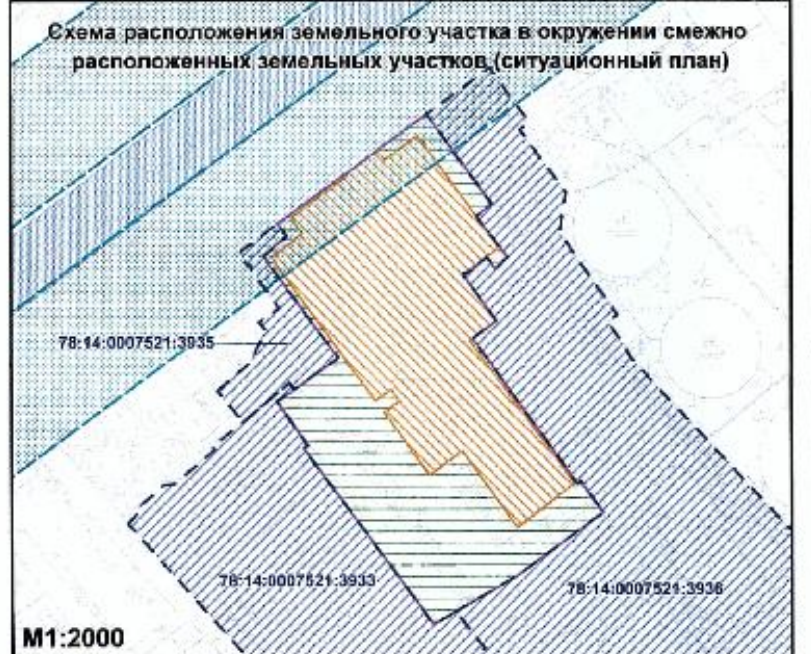 Схема расположения земельного участка в окружении смежно
расположенных земельных участков (ситуационный план)
78:14:0007521:3935
78:14:0007521:3933
78:14:0007521:3936
М1:2000